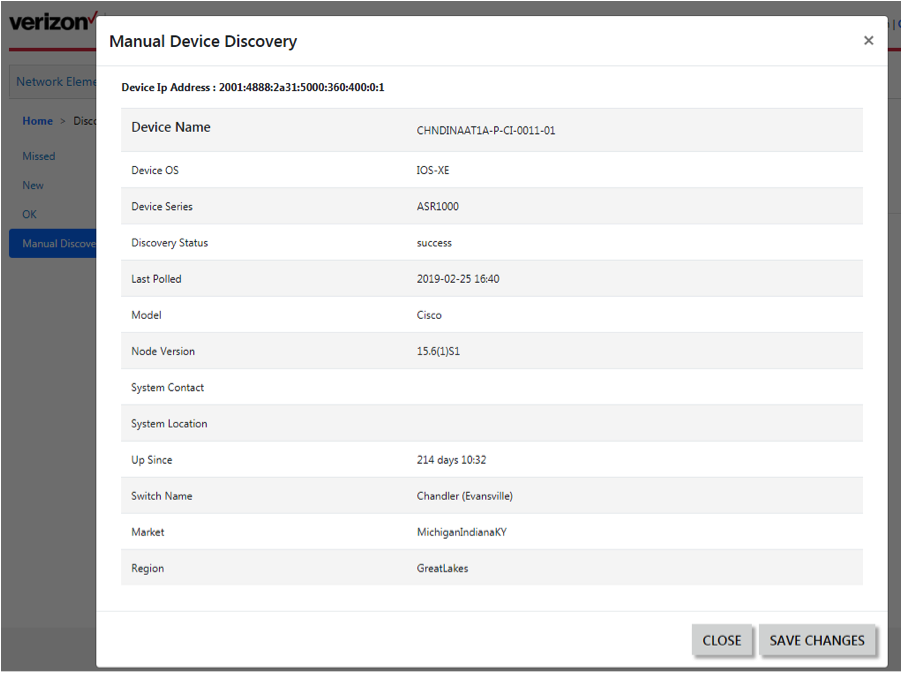 verizon
Manual Device Discovery
×
Network Eleme
Device Ip Address : 2001:4888:2a31:5000:360:400:0:1
Home > Disco
Device Name CHNDINAAT1A-P-CI-0011-01
Missed
Device OS IOS-XE
New
Device Series ASR1000
OK
Discovery Status success
Manual Discove
Last Polled 2019-02-25 16:40
Model Cisco
Node Version 15.6(1)S1
System Contact
System Location
Up Since 214 days 10:32
Switch Name Chandler (Evansville)
Market MichiganIndianaKY
Region GreatLakes
CLOSE SAVE CHANGES